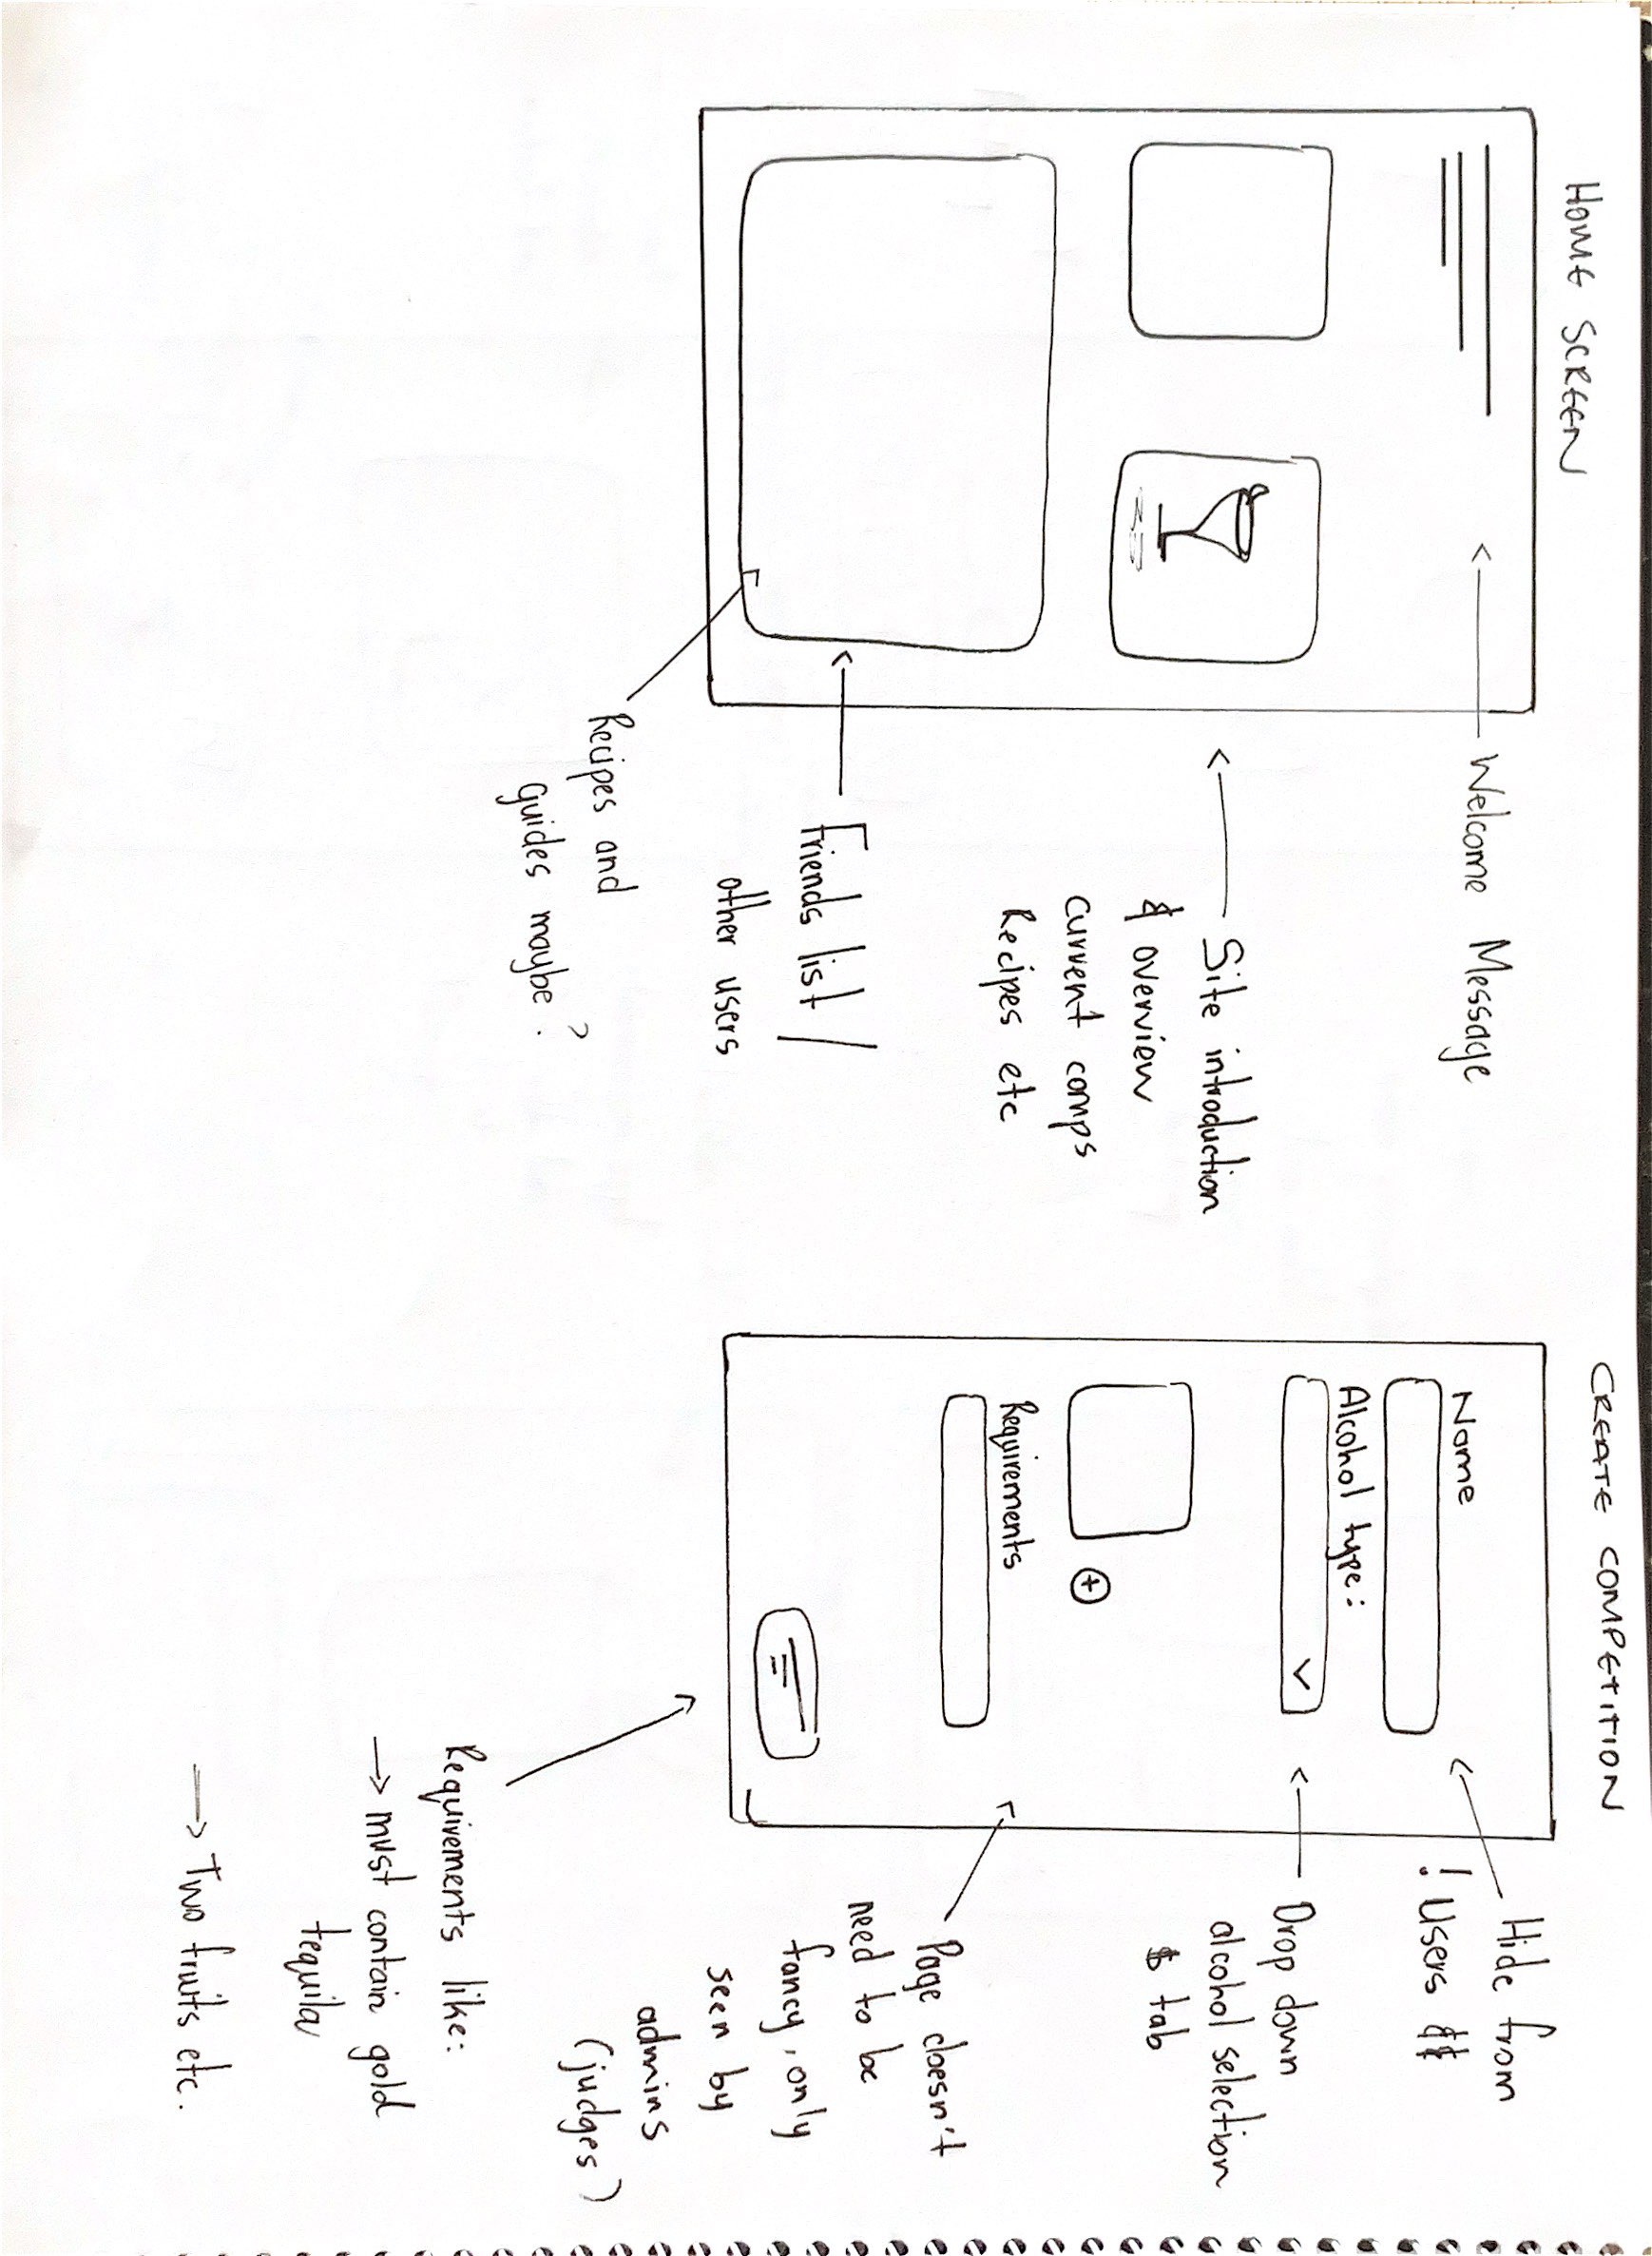 HOME SCREEN
Welcome Message
Site introduction
& overview
current comps
Recipes etc
Friends list /
other users
Recipes and
guides maybe?
CREATE COMPETITION
Name
Alcohol type:
Requirements
Hide from
! Users &&
Drop down
alcohol selection
$ tab
Page doesn't
need to be
fancy, only
seen by
admins
(judges)
Requirements like:
→ must contain gold
tequila
→ Two fruits etc.